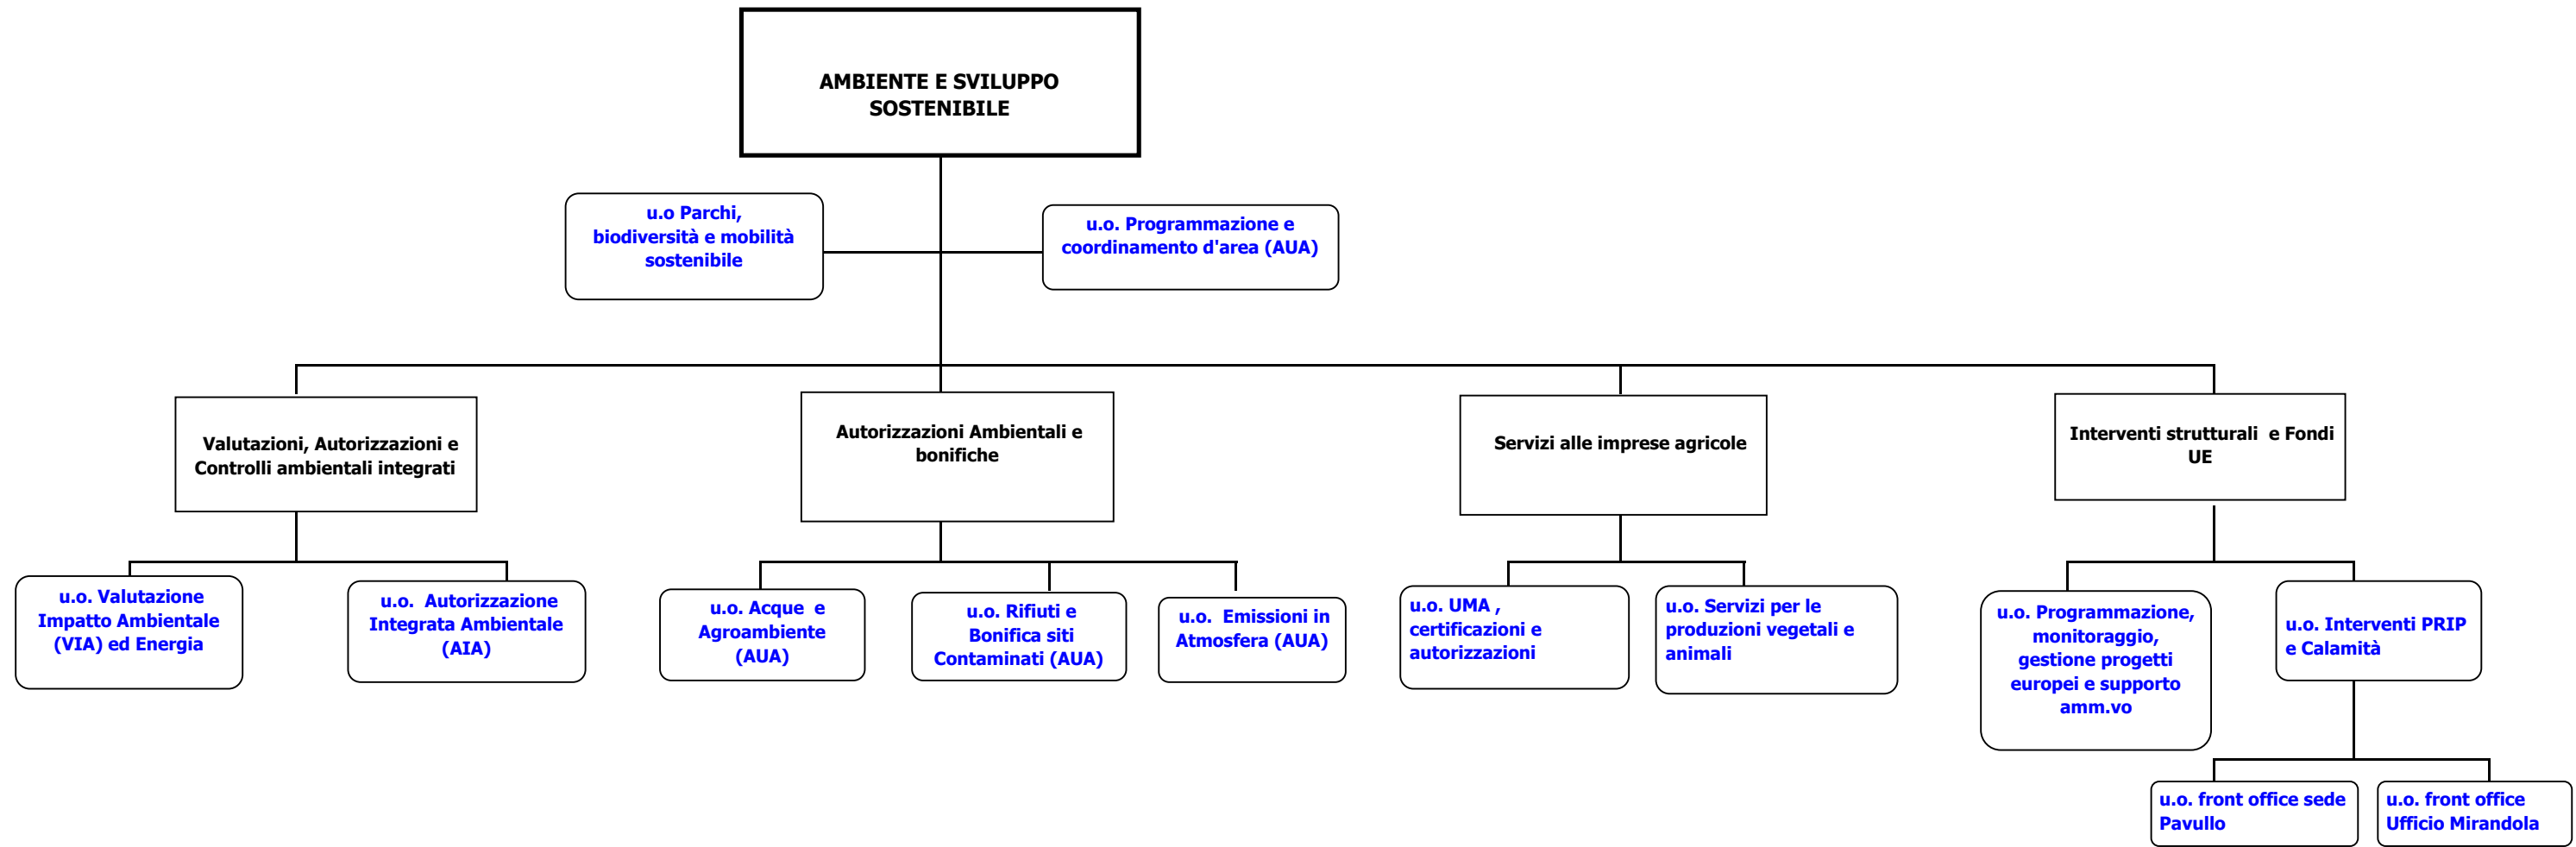 AMBIENTE E SVILUPPO
SOSTENIBILE
u.o Parchi,
biodiversità e mobilità
sostenibile
u.o. Programmazione e
coordinamento d'area (AUA)
Valutazioni, Autorizzazioni e
Controlli ambientali integrati
Autorizzazioni Ambientali e
bonifiche
Servizi alle imprese agricole
Interventi strutturali e Fondi
UE
u.o. Valutazione
Impatto Ambientale
(VIA) ed Energia
u.o. Autorizzazione
Integrata Ambientale
(AIA)
u.o. Acque e
Agroambiente
(AUA)
u.o. Rifiuti e
Bonifica siti
Contaminati (AUA)
u.o. Emissioni in
Atmosfera (AUA)
u.o. UMA ,
certificazioni e
autorizzazioni
u.o. Servizi per le
produzioni vegetali e
animali
u.o. Programmazione,
monitoraggio,
gestione progetti
europei e supporto
amm.vo
u.o. Interventi PRIP
e Calamità
u.o. front office sede
Pavullo
u.o. front office
Ufficio Mirandola